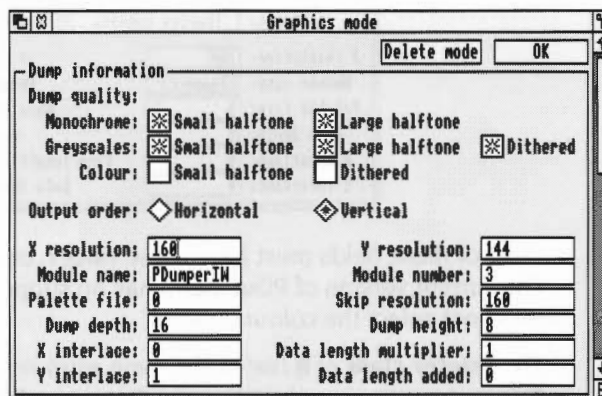 Graphics mode
Delete mode OK
Dump information
Dump quality:
Monochrome: Small halftone Large halftone
Greyscales: Small halftone Large halftone Dithered
Colour: Small halftone Dithered
Output order: Horizontal Vertical
X resolution: 160 Y resolution: 144
Module name: PDumperIW Module number: 3
Palette file: 0 Skip resolution: 160
Dump depth: 16 Dump height: 8
X interlace: 0 Data length multiplier: 1
Y interlace: 1 Data length added: 0